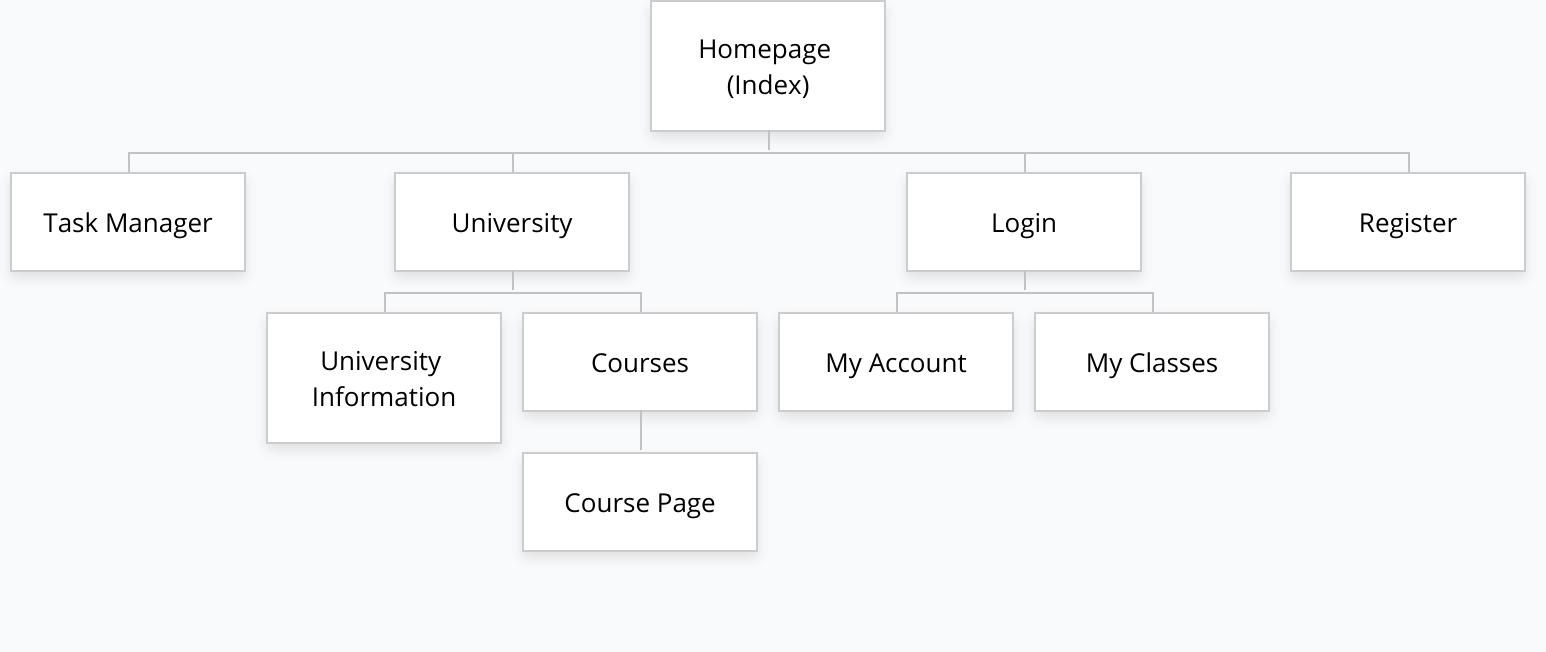 Homepage
(Index)
Task Manager
University
Login
Register
University
Information
Courses
My Account
My Classes
Course Page